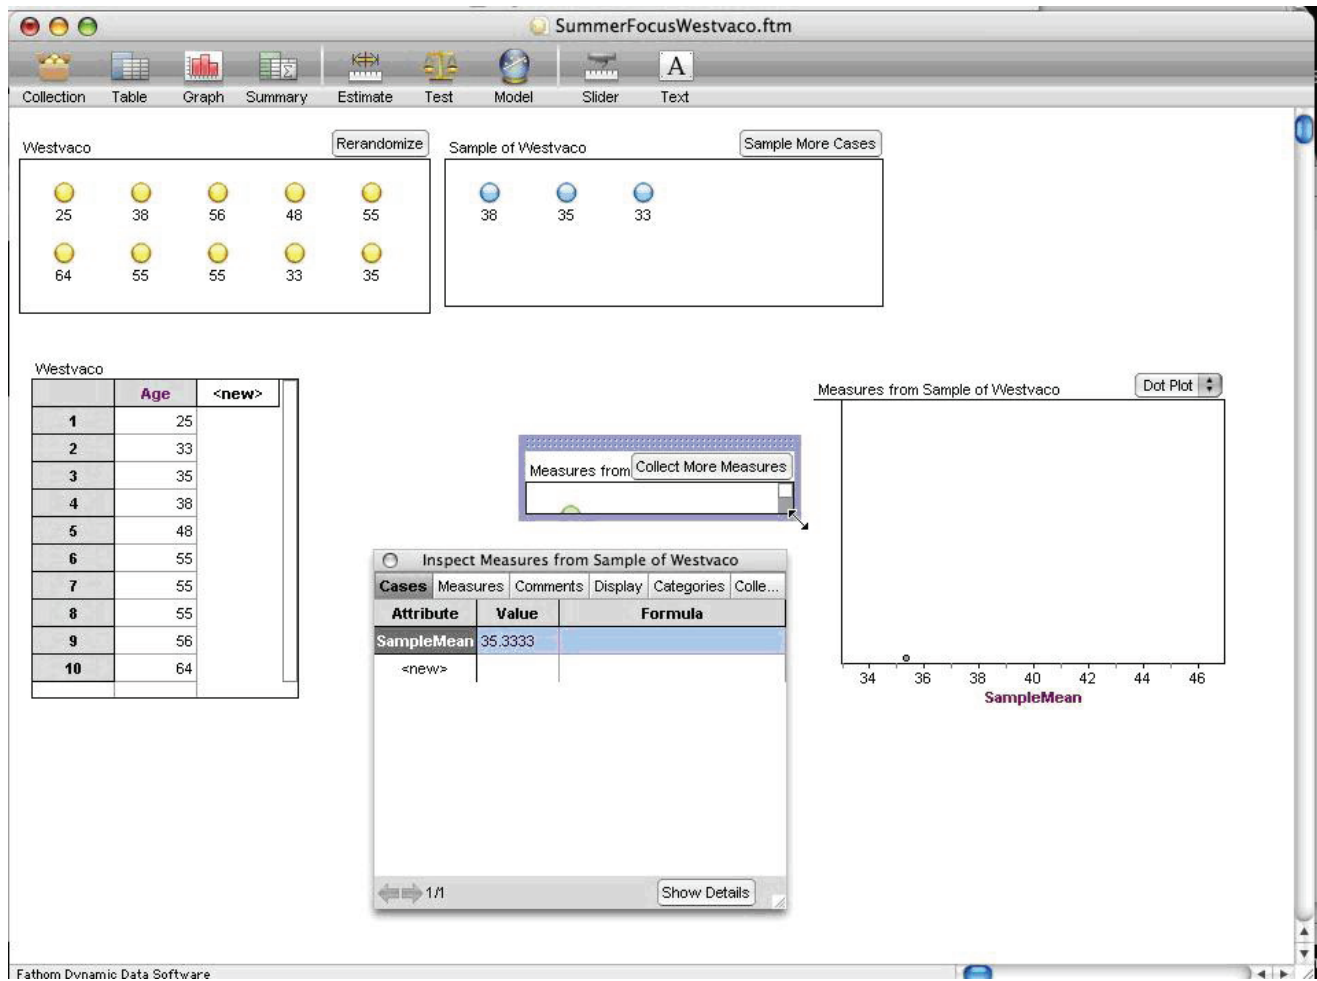 SummerFocusWestvaco.ftm
Collection Table Graph Summary Estimate Test Model Slider A Text
Westvaco Rerandomize
25 38 56 48 55
64 55 55 33 35
Sample of Westvaco Sample More Cases
38 35 33
Westvaco
Age <new>
1 25
2 33
3 35
4 38
5 48
6 55
7 55
8 55
9 56
10 64
Measures from Collect More Measures
Inspect Measures from Sample of Westvaco
Cases Measures Comments Display Categories Colle...
Attribute Value Formula
SampleMean 35.3333
<new>
1/1 Show Details
Measures from Sample of Westvaco Dot Plot
34 36 38 40 42 44 46
SampleMean
Fathom Dynamic Data Software